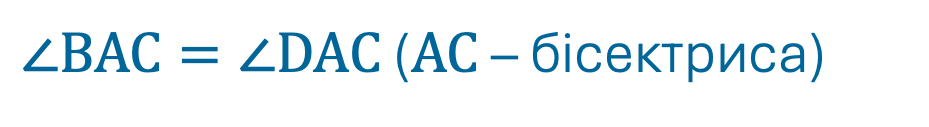 ∠BAC = ∠DAC (AC – бісектриса)